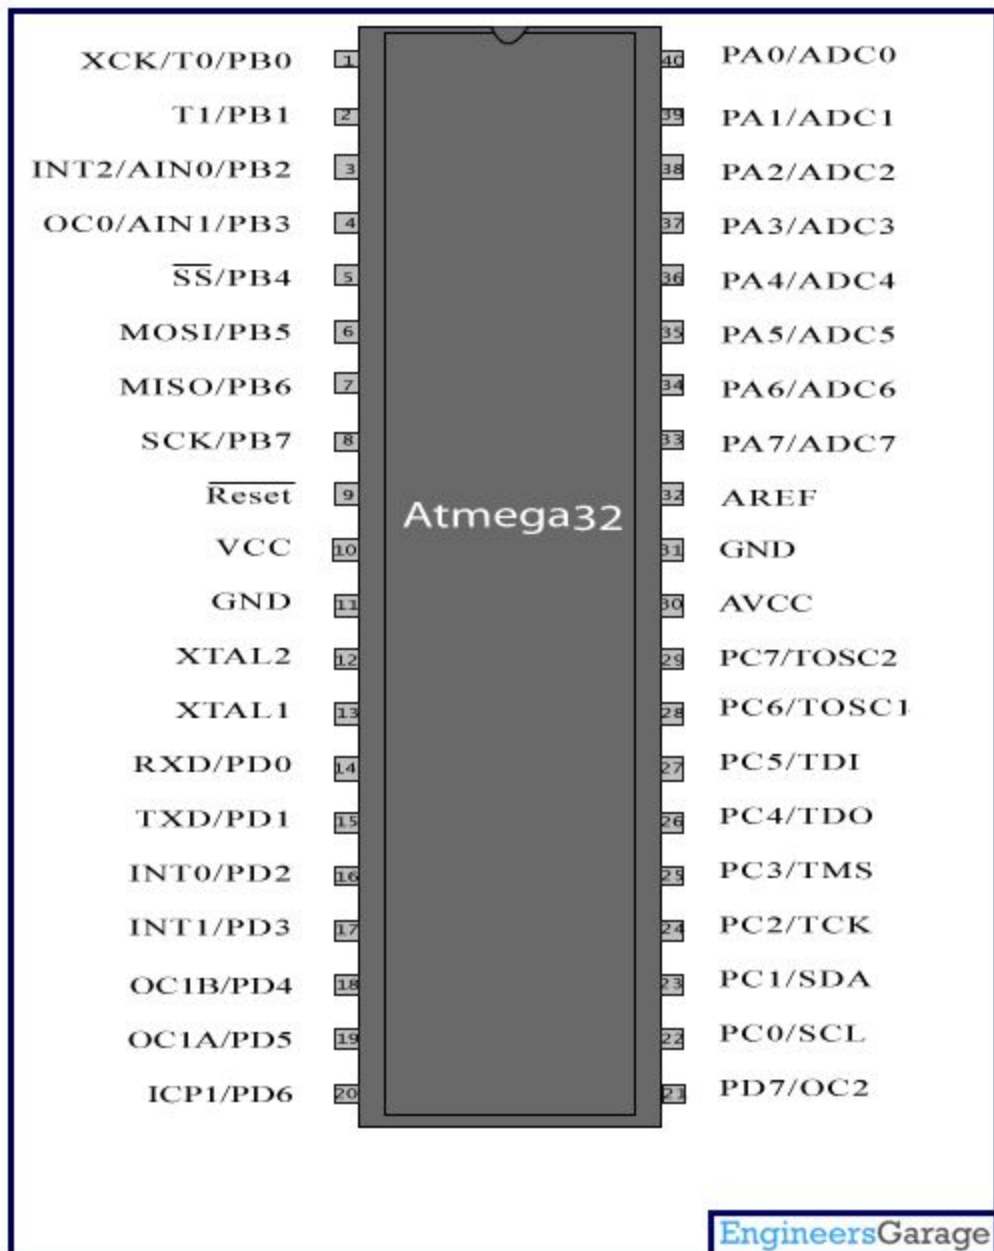 XCK/T0/PB0 1 40 PA0/ADC0
T1/PB1 2 39 PA1/ADC1
INT2/AIN0/PB2 3 38 PA2/ADC2
OC0/AIN1/PB3 4 37 PA3/ADC3
SS/PB4 5 36 PA4/ADC4
MOSI/PB5 6 35 PA5/ADC5
MISO/PB6 7 34 PA6/ADC6
SCK/PB7 8 33 PA7/ADC7
Reset 9 32 AREF
Atmega32
VCC 10 31 GND
GND 11 30 AVCC
XTAL2 12 29 PC7/TOSC2
XTAL1 13 28 PC6/TOSC1
RXD/PD0 14 27 PC5/TDI
TXD/PD1 15 26 PC4/TDO
INT0/PD2 16 25 PC3/TMS
INT1/PD3 17 24 PC2/TCK
OC1B/PD4 18 23 PC1/SDA
OC1A/PD5 19 22 PC0/SCL
ICP1/PD6 20 21 PD7/OC2
EngineersGarage